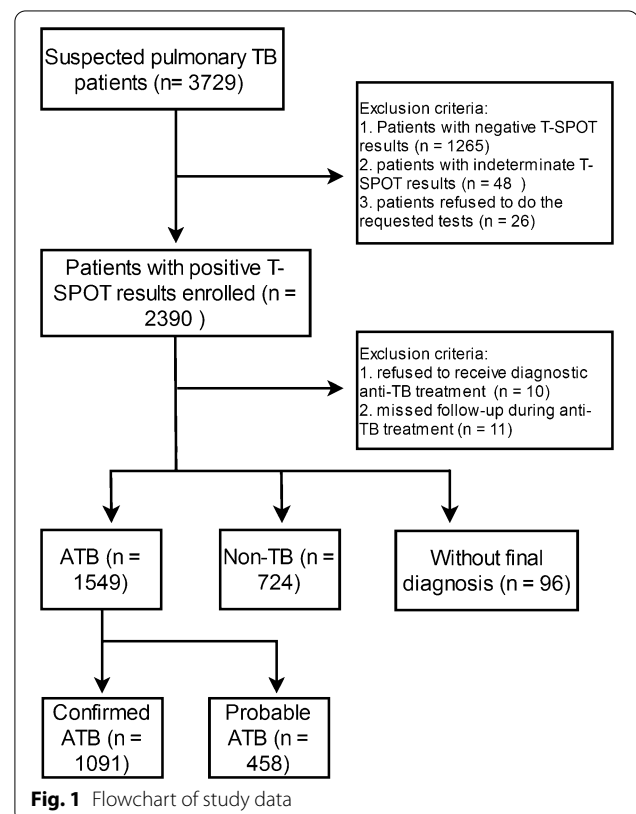 Suspected pulmonary TB
patients (n= 3729)
Exclusion criteria:
1. Patients with negative T-SPOT
results (n = 1265)
2. patients with indeterminate T-
SPOT results (n = 48  )
3. patients refused to do the
requested tests (n = 26)
Patients with positive T-
SPOT results enrolled (n =
2390 )
Exclusion criteria:
1. refused to receive diagnostic
anti-TB treatment  (n = 10)
2. missed follow-up during anti-
TB treatment (n = 11)
ATB (n =
1549)
Non-TB (n =
724)
Without final
diagnosis (n = 96)
Confirmed
ATB (n =
1091)
Probable
ATB (n =
458)
Fig. 1 Flowchart of study data